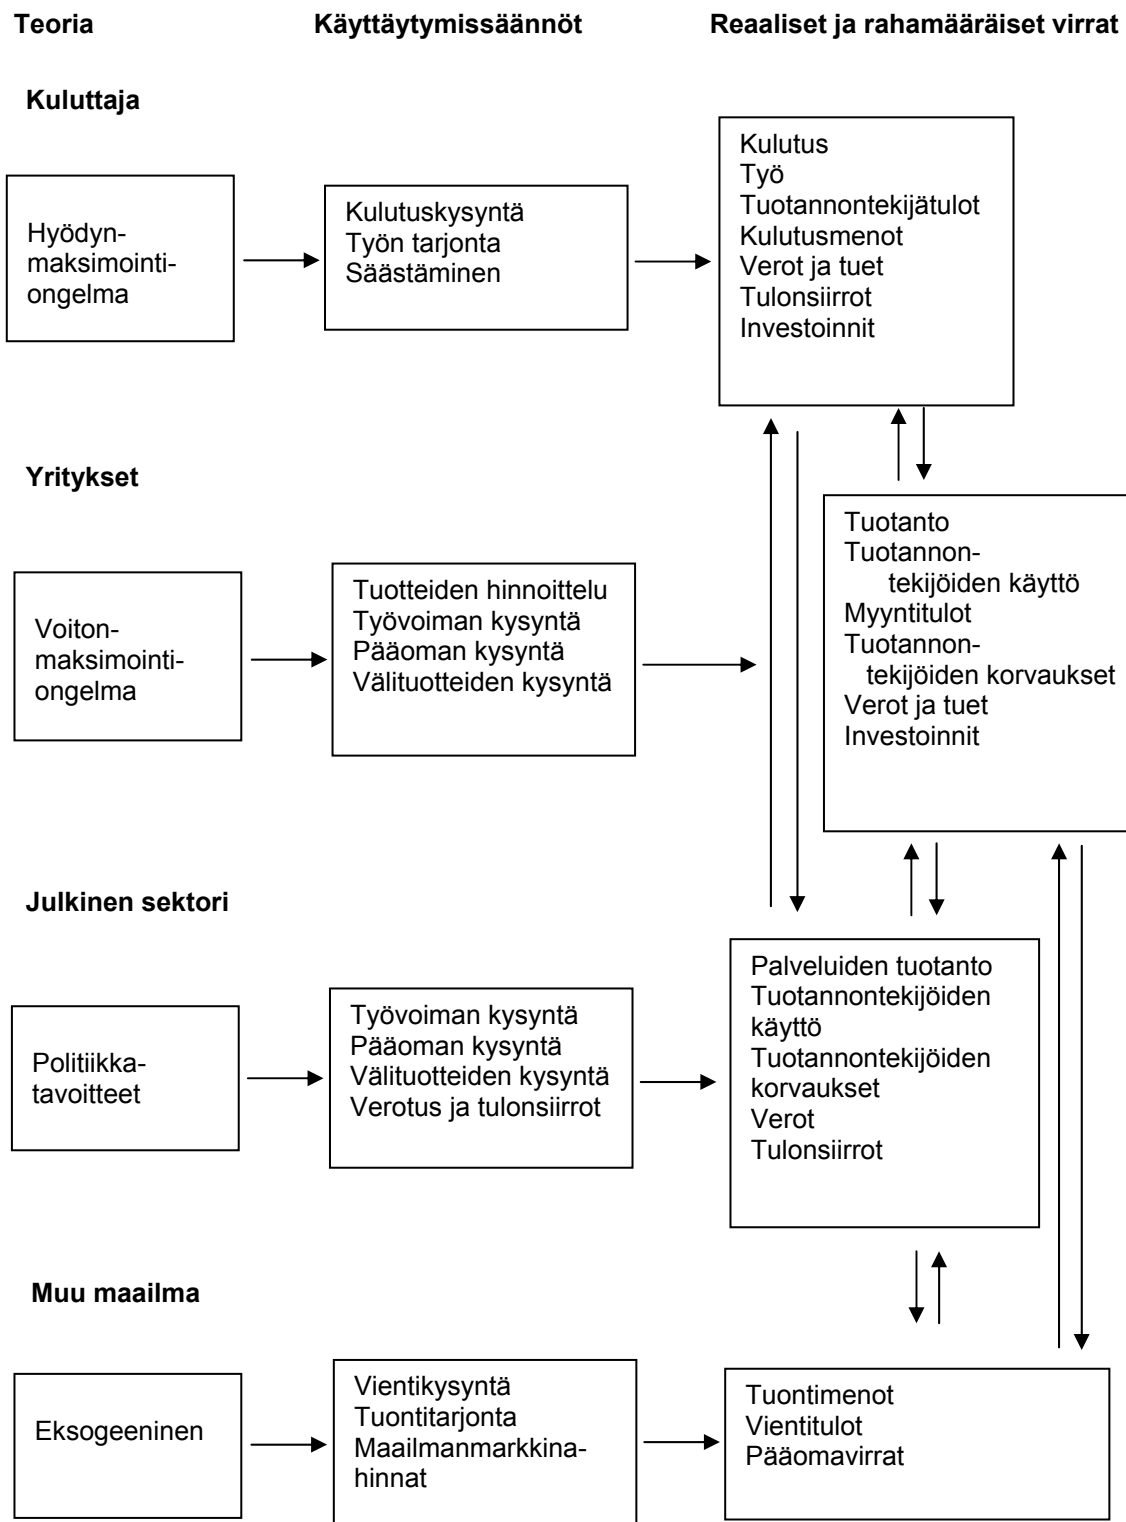 Teoria
Käyttäytymissäännöt
Reaaliset ja rahamääräiset virrat
Kuluttaja
Hyödyn-
maksimointi-
ongelma
Kulutuskysyntä
Työn tarjonta
Säästäminen
Kulutus
Työ
Tuotannontekijätulot
Kulutusmenot
Verot ja tuet
Tulonsiirrot
Investoinnit
Yritykset
Voiton-
maksimointi-
ongelma
Tuotteiden hinnoittelu
Työvoiman kysyntä
Pääoman kysyntä
Välituotteiden kysyntä
Tuotanto
Tuotannon-
tekijöiden käyttö
Myyntitulot
Tuotannon-
tekijöiden korvaukset
Verot ja tuet
Investoinnit
Julkinen sektori
Politiikka-
tavoitteet
Työvoiman kysyntä
Pääoman kysyntä
Välituotteiden kysyntä
Verotus ja tulonsiirrot
Palveluiden tuotanto
Tuotannontekijöiden
käyttö
Tuotannontekijöiden
korvaukset
Verot
Tulonsiirrot
Muu maailma
Eksogeeninen
Vientikysyntä
Tuontitarjonta
Maailmanmarkkina-
hinnat
Tuontimenot
Vientitulot
Pääomavirrat